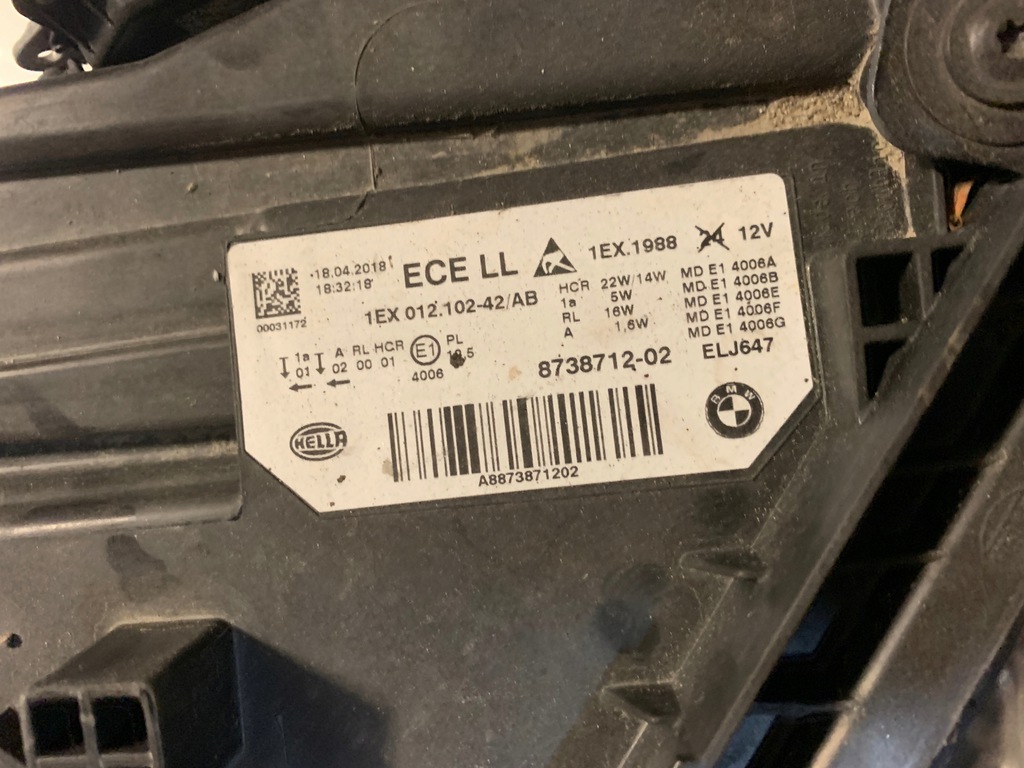 18.04.2018
18:32:18
00031172
ECE LL
1EX.1988 24 12V
1EX 012.102-42/AB
HCR 22W/14W
1a 5W
RL 16W
A 1,6W
MD E1 4006A
MD E1 4006B
MD E1 4006E
MD E1 4006F
MD E1 4006G
1a A RL HCR
01 02 00 01
E1
4006
PL
8738712-02
ELJ647
HELLA
A8873871202
BMW